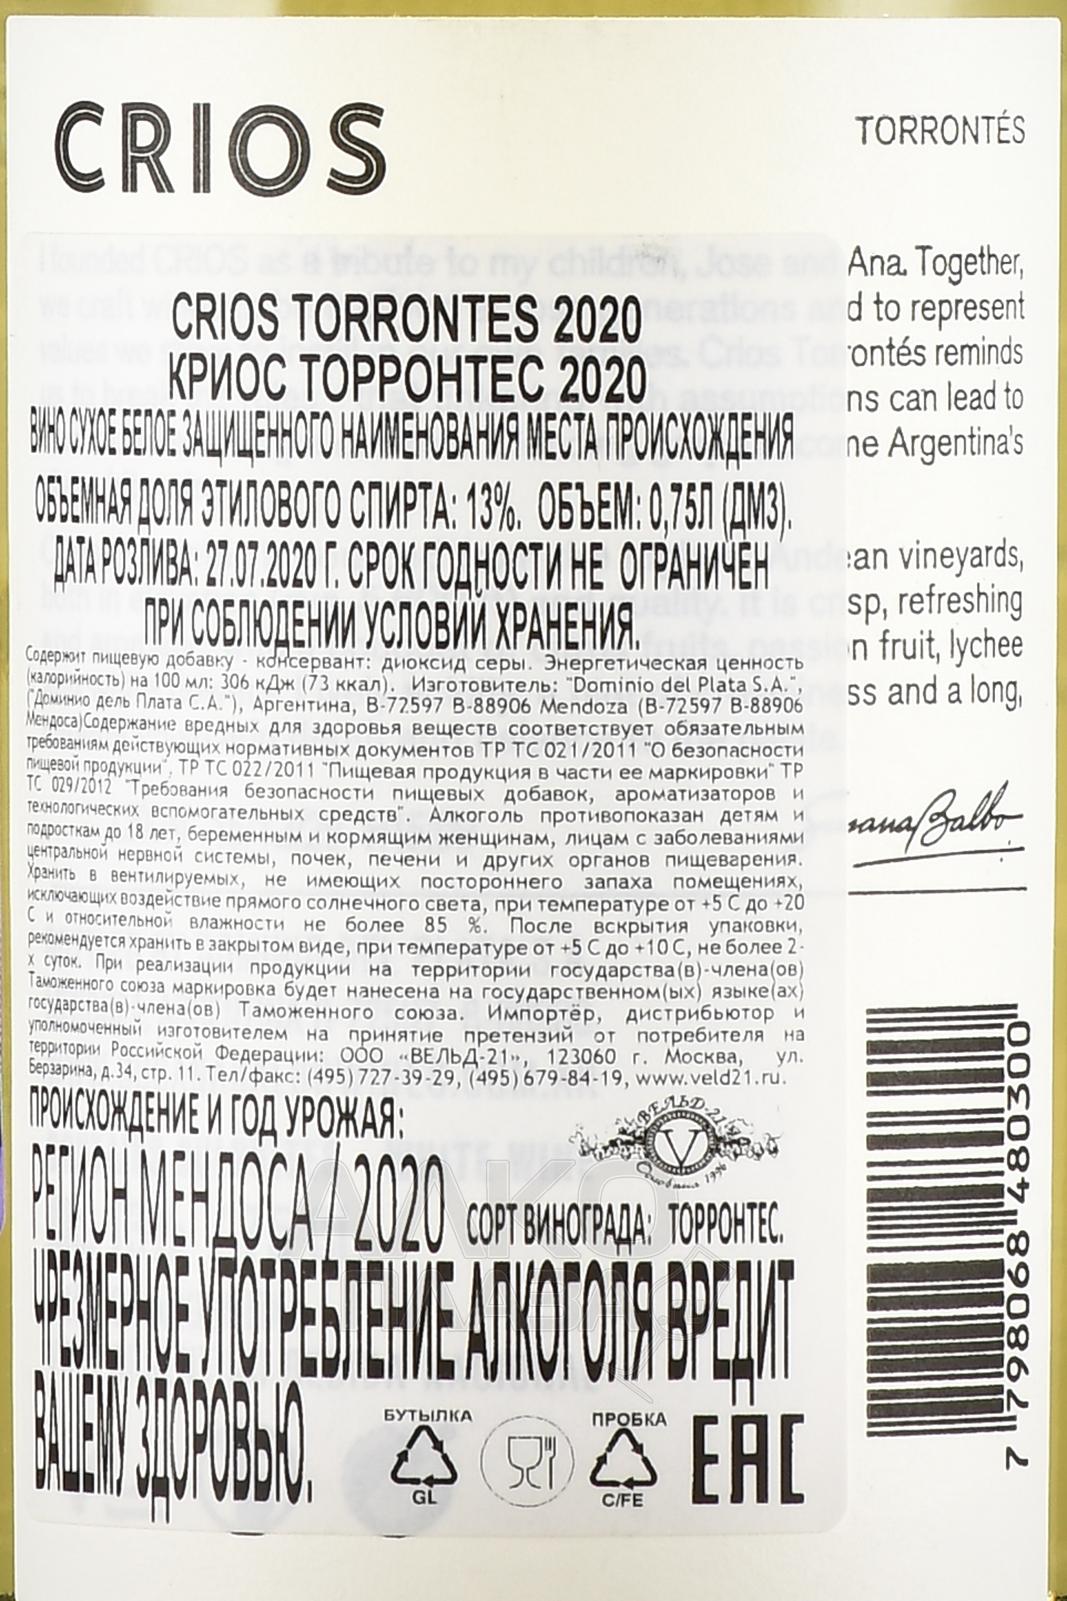 CRIOS
TORRONTÉS
I founded CRIOS as a tribute to my children, Jose and Ana. Together,
d to represent
ontés reminds
ns can lead to
ne Argentina's
an vineyards,
sp, refreshing
n fruit, lychee
ss and a long,
CRIOS TORRONTES 2020
КРИОС ТОРРОНТЕС 2020
ВИНО СУХОЕ БЕЛОЕ ЗАЩИЩЕННОГО НАИМЕНОВАНИЯ МЕСТА ПРОИСХОЖДЕНИЯ
ОБЪЕМНАЯ ДОЛЯ ЭТИЛОВОГО СПИРТА: 13%. ОБЪЕМ: 0,75Л (ДМ3).
ДАТА РОЗЛИВА: 27.07.2020 Г. СРОК ГОДНОСТИ НЕ ОГРАНИЧЕН
ПРИ СОБЛЮДЕНИИ УСЛОВИЙ ХРАНЕНИЯ.
Содержит пищевую добавку - консервант: диоксид серы. Энергетическая ценность
(калорийность) на 100 мл: 306 кДж (73 ккал). Изготовитель: "Dominio del Plata S.A.",
("Доминио дель Плата С.А."), Аргентина, B-72597 B-88906 Mendoza (B-72597 B-88906
Мендоса)Содержание вредных для здоровья веществ соответствует обязательным
требованиям действующих нормативных документов ТР ТС 021/2011 "О безопасности
пищевой продукции", ТР ТС 022/2011 "Пищевая продукция в части ее маркировки" ТР
ТС 029/2012 "Требования безопасности пищевых добавок, ароматизаторов и
технологических вспомогательных средств". Алкоголь противопоказан детям и
подросткам до 18 лет, беременным и кормящим женщинам, лицам с заболеваниями
центральной нервной системы, почек, печени и других органов пищеварения.
Хранить в вентилируемых, не имеющих постороннего запаха помещениях,
исключающих воздействие прямого солнечного света, при температуре от +5 С до +20
С и относительной влажности не более 85 %. После вскрытия упаковки,
рекомендуется хранить в закрытом виде, при температуре от +5 С до +10 С, не более 2-
х суток. При реализации продукции на территории государства(в)-члена(ов)
Таможенного союза маркировка будет нанесена на государственном(ых) языке(ах)
государства(в)-члена(ов) Таможенного союза. Импортёр, дистрибьютор и
уполномоченный изготовителем на принятие претензий от потребителя на
территории Российской Федерации: ООО «ВЕЛЬД-21», 123060 г. Москва, ул.
Берзарина, д.34, стр. 11. Тел/факс: (495) 727-39-29, (495) 679-84-19, www.veld21.ru.
ПРОИСХОЖДЕНИЕ И ГОД УРОЖАЯ:
РЕГИОН МЕНДОСА / 2020
ВЕЛЬД-21
V
Основана 1996
СОРТ ВИНОГРАДА: ТОРРОНТЕС.
ЧРЕЗМЕРНОЕ УПОТРЕБЛЕНИЕ АЛКОГОЛЯ ВРЕДИТ
ВАШЕМУ ЗДОРОВЬЮ.
БУТЫЛКА
GL
ПРОБКА
C/FE
EAC
Balbo
7 798068 480300